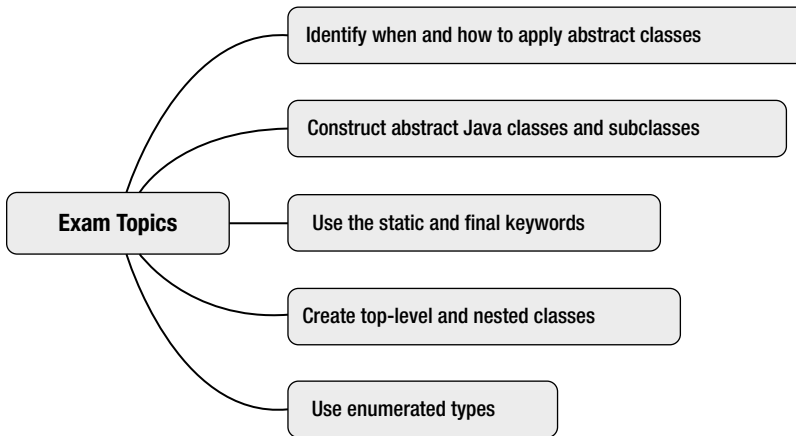 Identify when and how to apply abstract classes
Construct abstract Java classes and subclasses
Exam Topics
Use the static and final keywords
Create top-level and nested classes
Use enumerated types